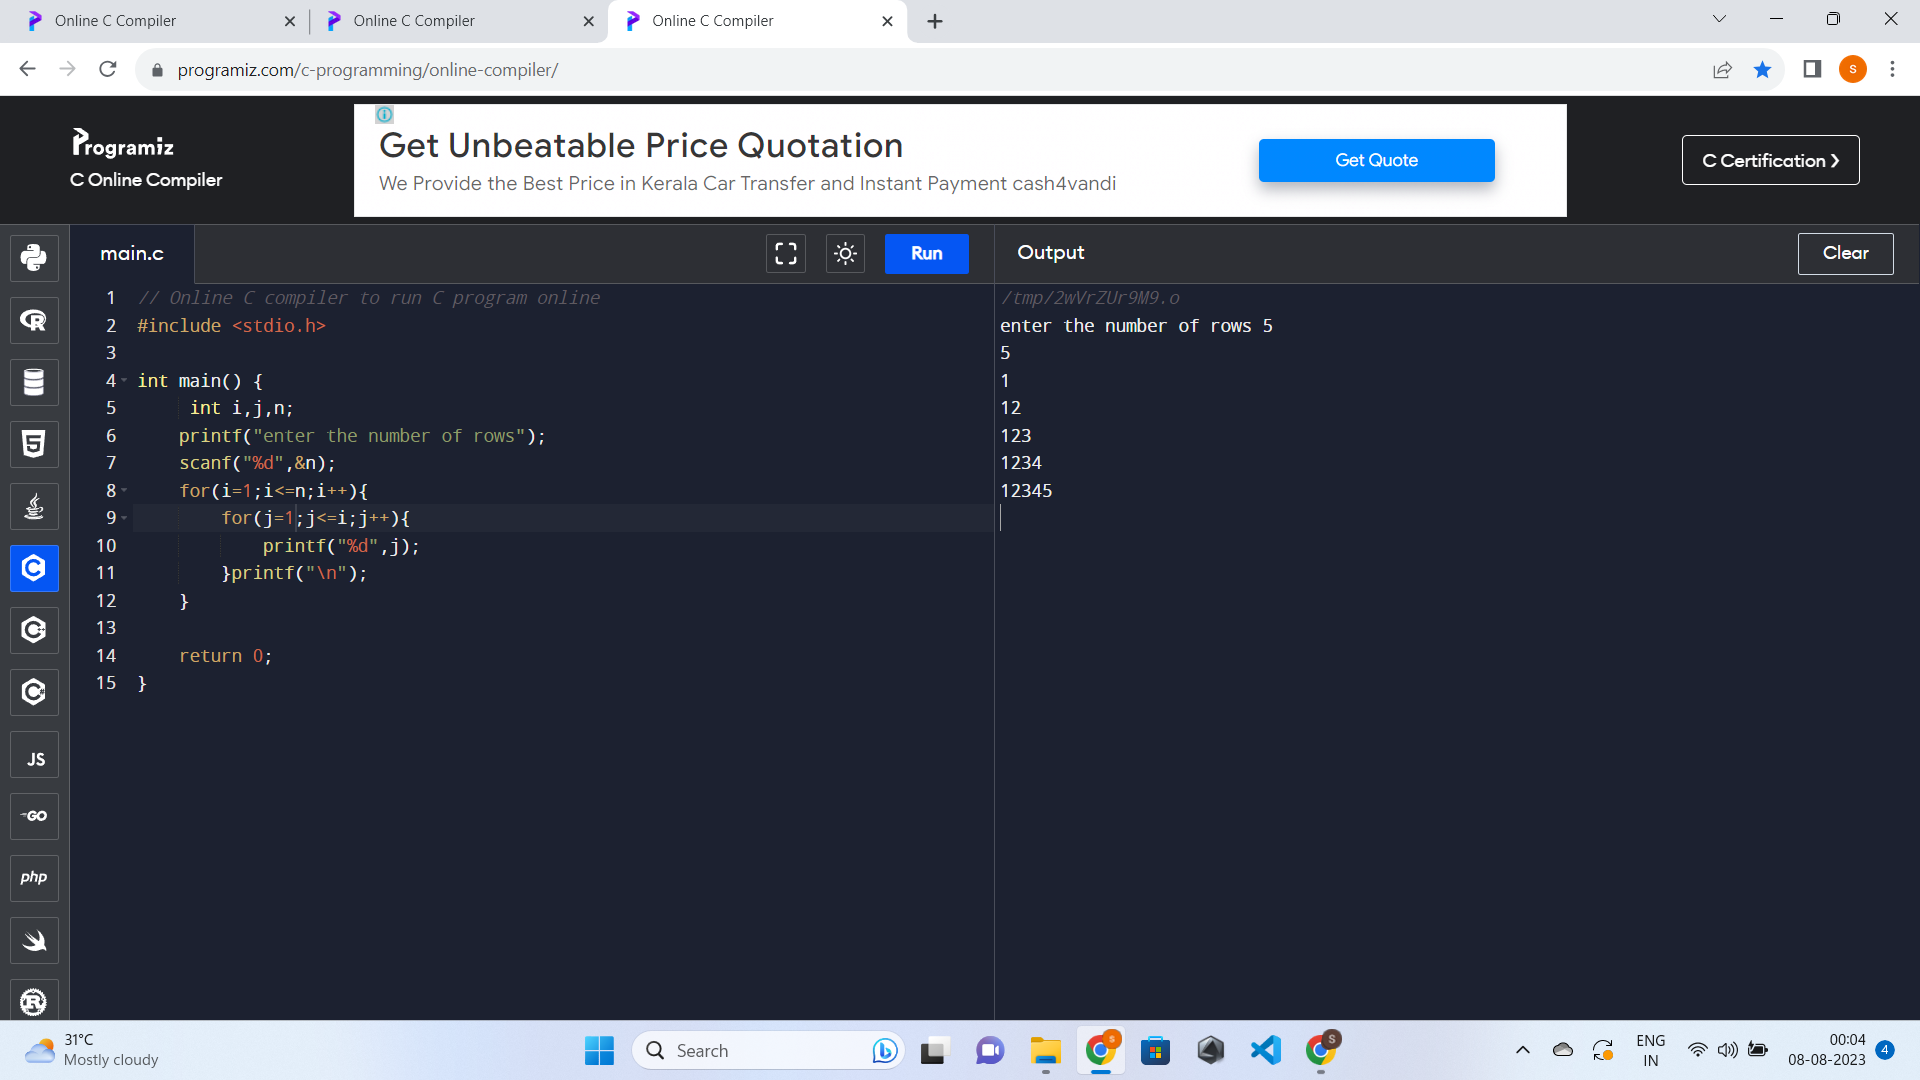 Online C Compiler
Online C Compiler
Online C Compiler
programiz.com/c-programming/online-compiler/
s
Programiz
C Online Compiler
Get Unbeatable Price Quotation
We Provide the Best Price in Kerala Car Transfer and Instant Payment cash4vandi
Get Quote
C Certification ❯
main.c
Run
Output
Clear
1 // Online C compiler to run C program online
2 #include <stdio.h>
3
4 int main() {
5      int i,j,n;
6     printf("enter the number of rows");
7     scanf("%d",&n);
8     for(i=1;i<=n;i++){
9         for(j=1;j<=i;j++){
10             printf("%d",j);
11         }printf("\n");
12     }
13
14     return 0;
15 }
/tmp/2wVrZUr9M9.o
enter the number of rows 5
5
1
12
123
1234
12345
R
5
C
C
C
JS
GO
php
R
31°C
Mostly cloudy
Search
b
s
S
ENG
IN
00:04
08-08-2023
4